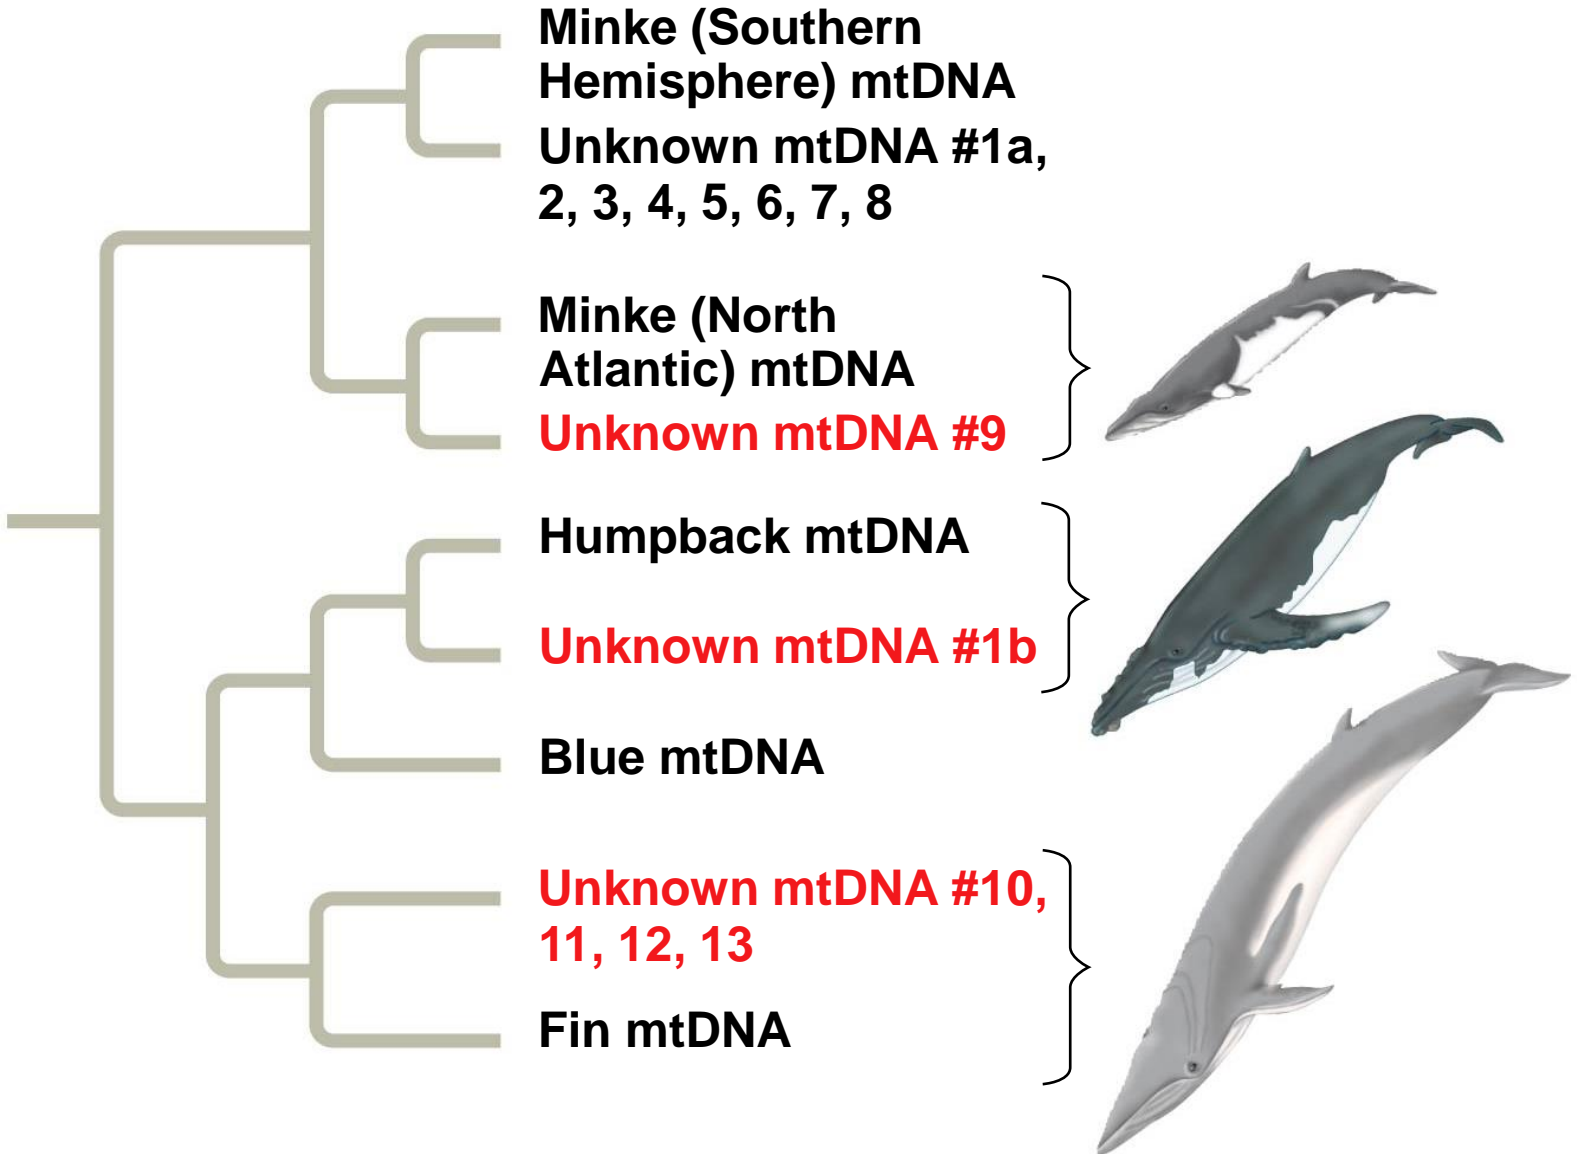 Minke (Southern
Hemisphere) mtDNA
Unknown mtDNA #1a,
2, 3, 4, 5, 6, 7, 8
Minke (North
Atlantic) mtDNA
Unknown mtDNA #9
Humpback mtDNA
Unknown mtDNA #1b
Blue mtDNA
Unknown mtDNA #10,
11, 12, 13
Fin mtDNA